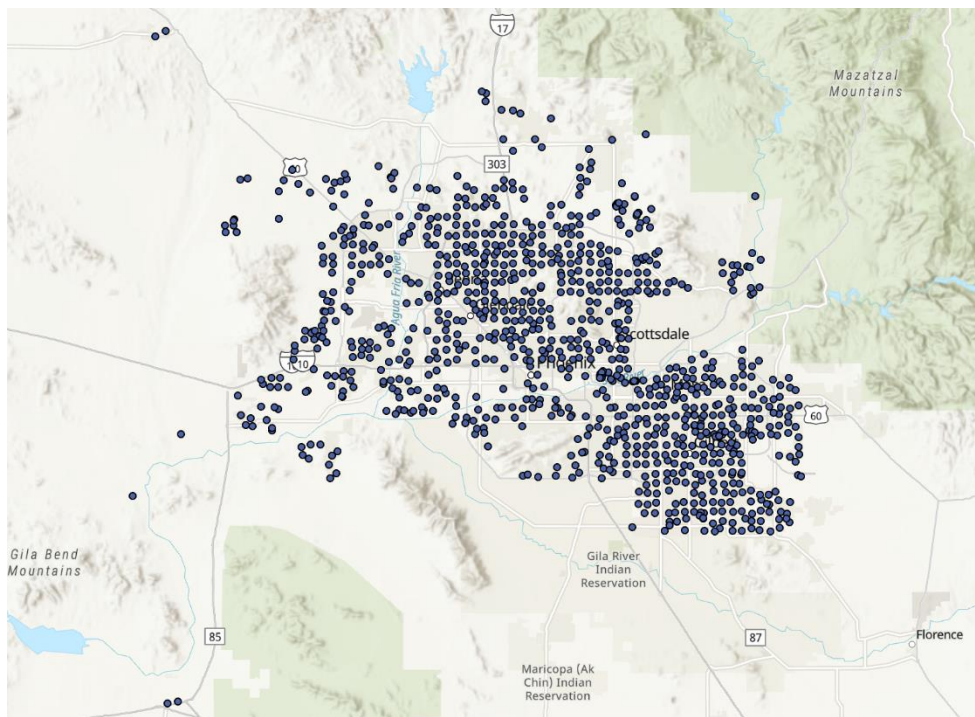 17
Mazatzal
Mountains
303
Agua Fria River
Scottsdale
Phoenix
10
60
Gila River
Indian
Reservation
Gila Bend
Mountains
85
87
Florence
Maricopa (Ak
Chin) Indian
Reservation